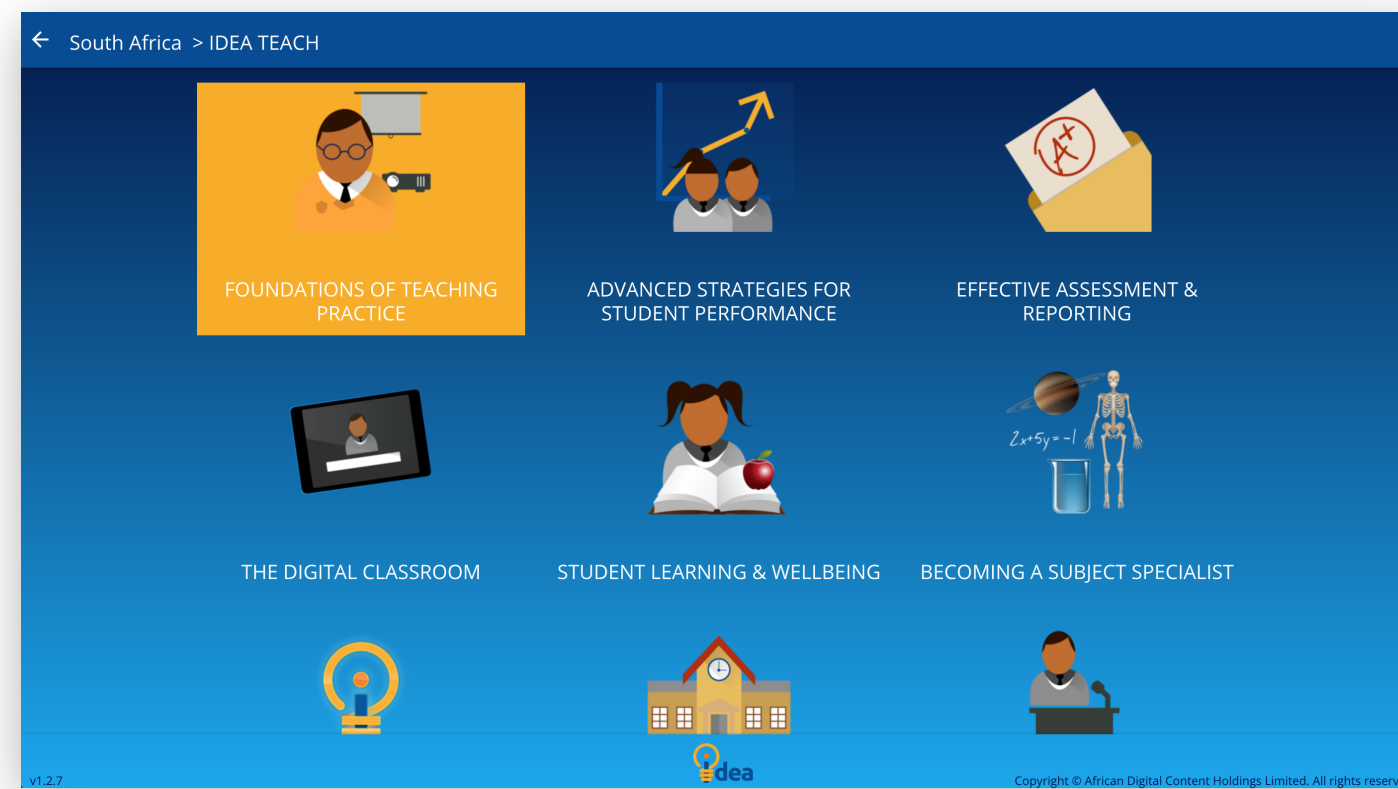 South Africa > IDEA TEACH
A+
FOUNDATIONS OF TEACHING
PRACTICE
ADVANCED STRATEGIES FOR
STUDENT PERFORMANCE
EFFECTIVE ASSESSMENT &
REPORTING
2x+5y=-1
THE DIGITAL CLASSROOM
STUDENT LEARNING & WELLBEING
BECOMING A SUBJECT SPECIALIST
idea
v1.2.7
Copyright © African Digital Content Holdings Limited. All rights reserv